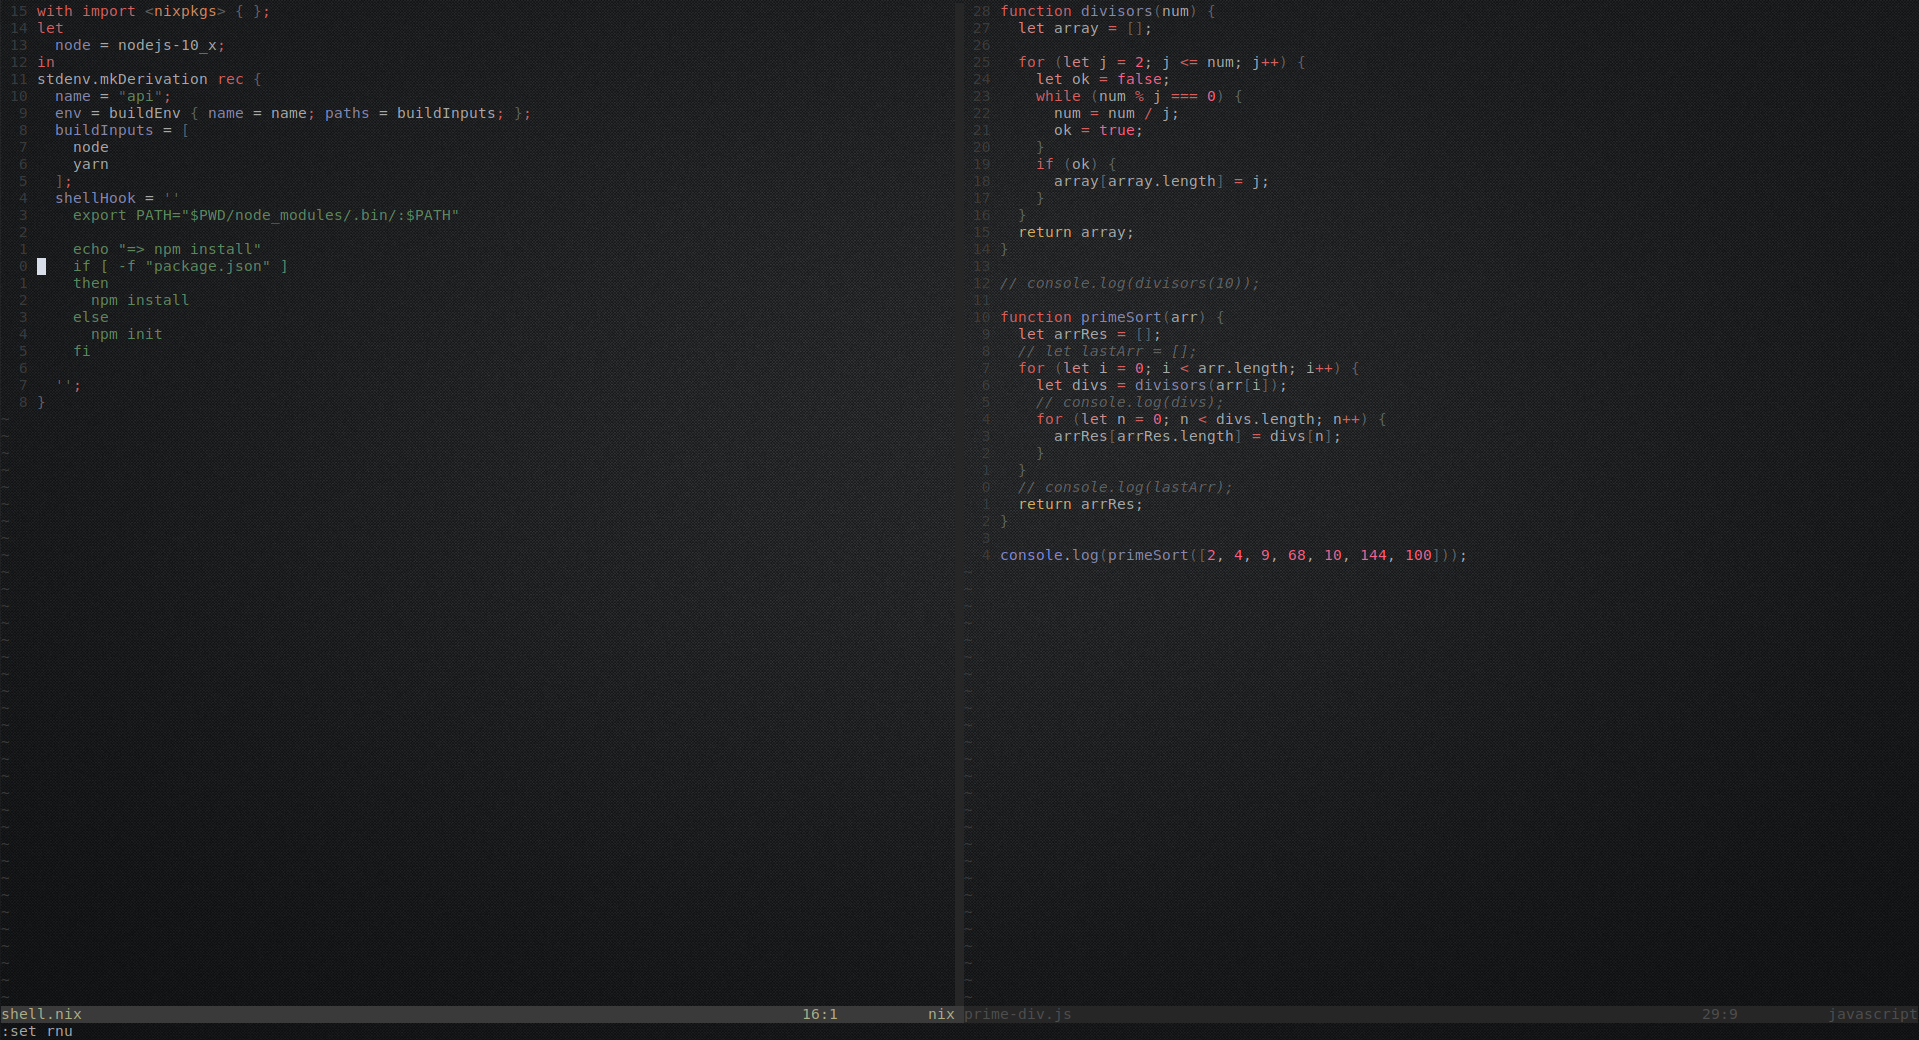 15 with import <nixpkgs> { };
14 let
13   node = nodejs-10_x;
12 in
11 stdenv.mkDerivation rec {
10   name = "api";
 9   env = buildEnv { name = name; paths = buildInputs; };
 8   buildInputs = [
 7     node
 6     yarn
 5   ];
 4   shellHook = ''
 3     export PATH="$PWD/node_modules/.bin/:$PATH"
 2
 1     echo "=> npm install"
 0     if [ -f "package.json" ]
 1     then
 2       npm install
 3     else
 4       npm init
 5     fi
 6
 7   '';
 8 }
shell.nix 16:1 nix
:set rnu
28 function divisors(num) {
27   let array = [];
26
25   for (let j = 2; j <= num; j++) {
24     let ok = false;
23     while (num % j === 0) {
22       num = num / j;
21       ok = true;
20     }
19     if (ok) {
18       array[array.length] = j;
17     }
16   }
15   return array;
14 }
13
12 // console.log(divisors(10));
11
10 function primeSort(arr) {
 9   let arrRes = [];
 8   // let lastArr = [];
 7   for (let i = 0; i < arr.length; i++) {
 6     let divs = divisors(arr[i]);
 5     // console.log(divs);
 4     for (let n = 0; n < divs.length; n++) {
 3       arrRes[arrRes.length] = divs[n];
 2     }
 1   }
 0   // console.log(lastArr);
 1   return arrRes;
 2 }
 3
 4 console.log(primeSort([2, 4, 9, 68, 10, 144, 100]));
prime-div.js 29:9 javascript